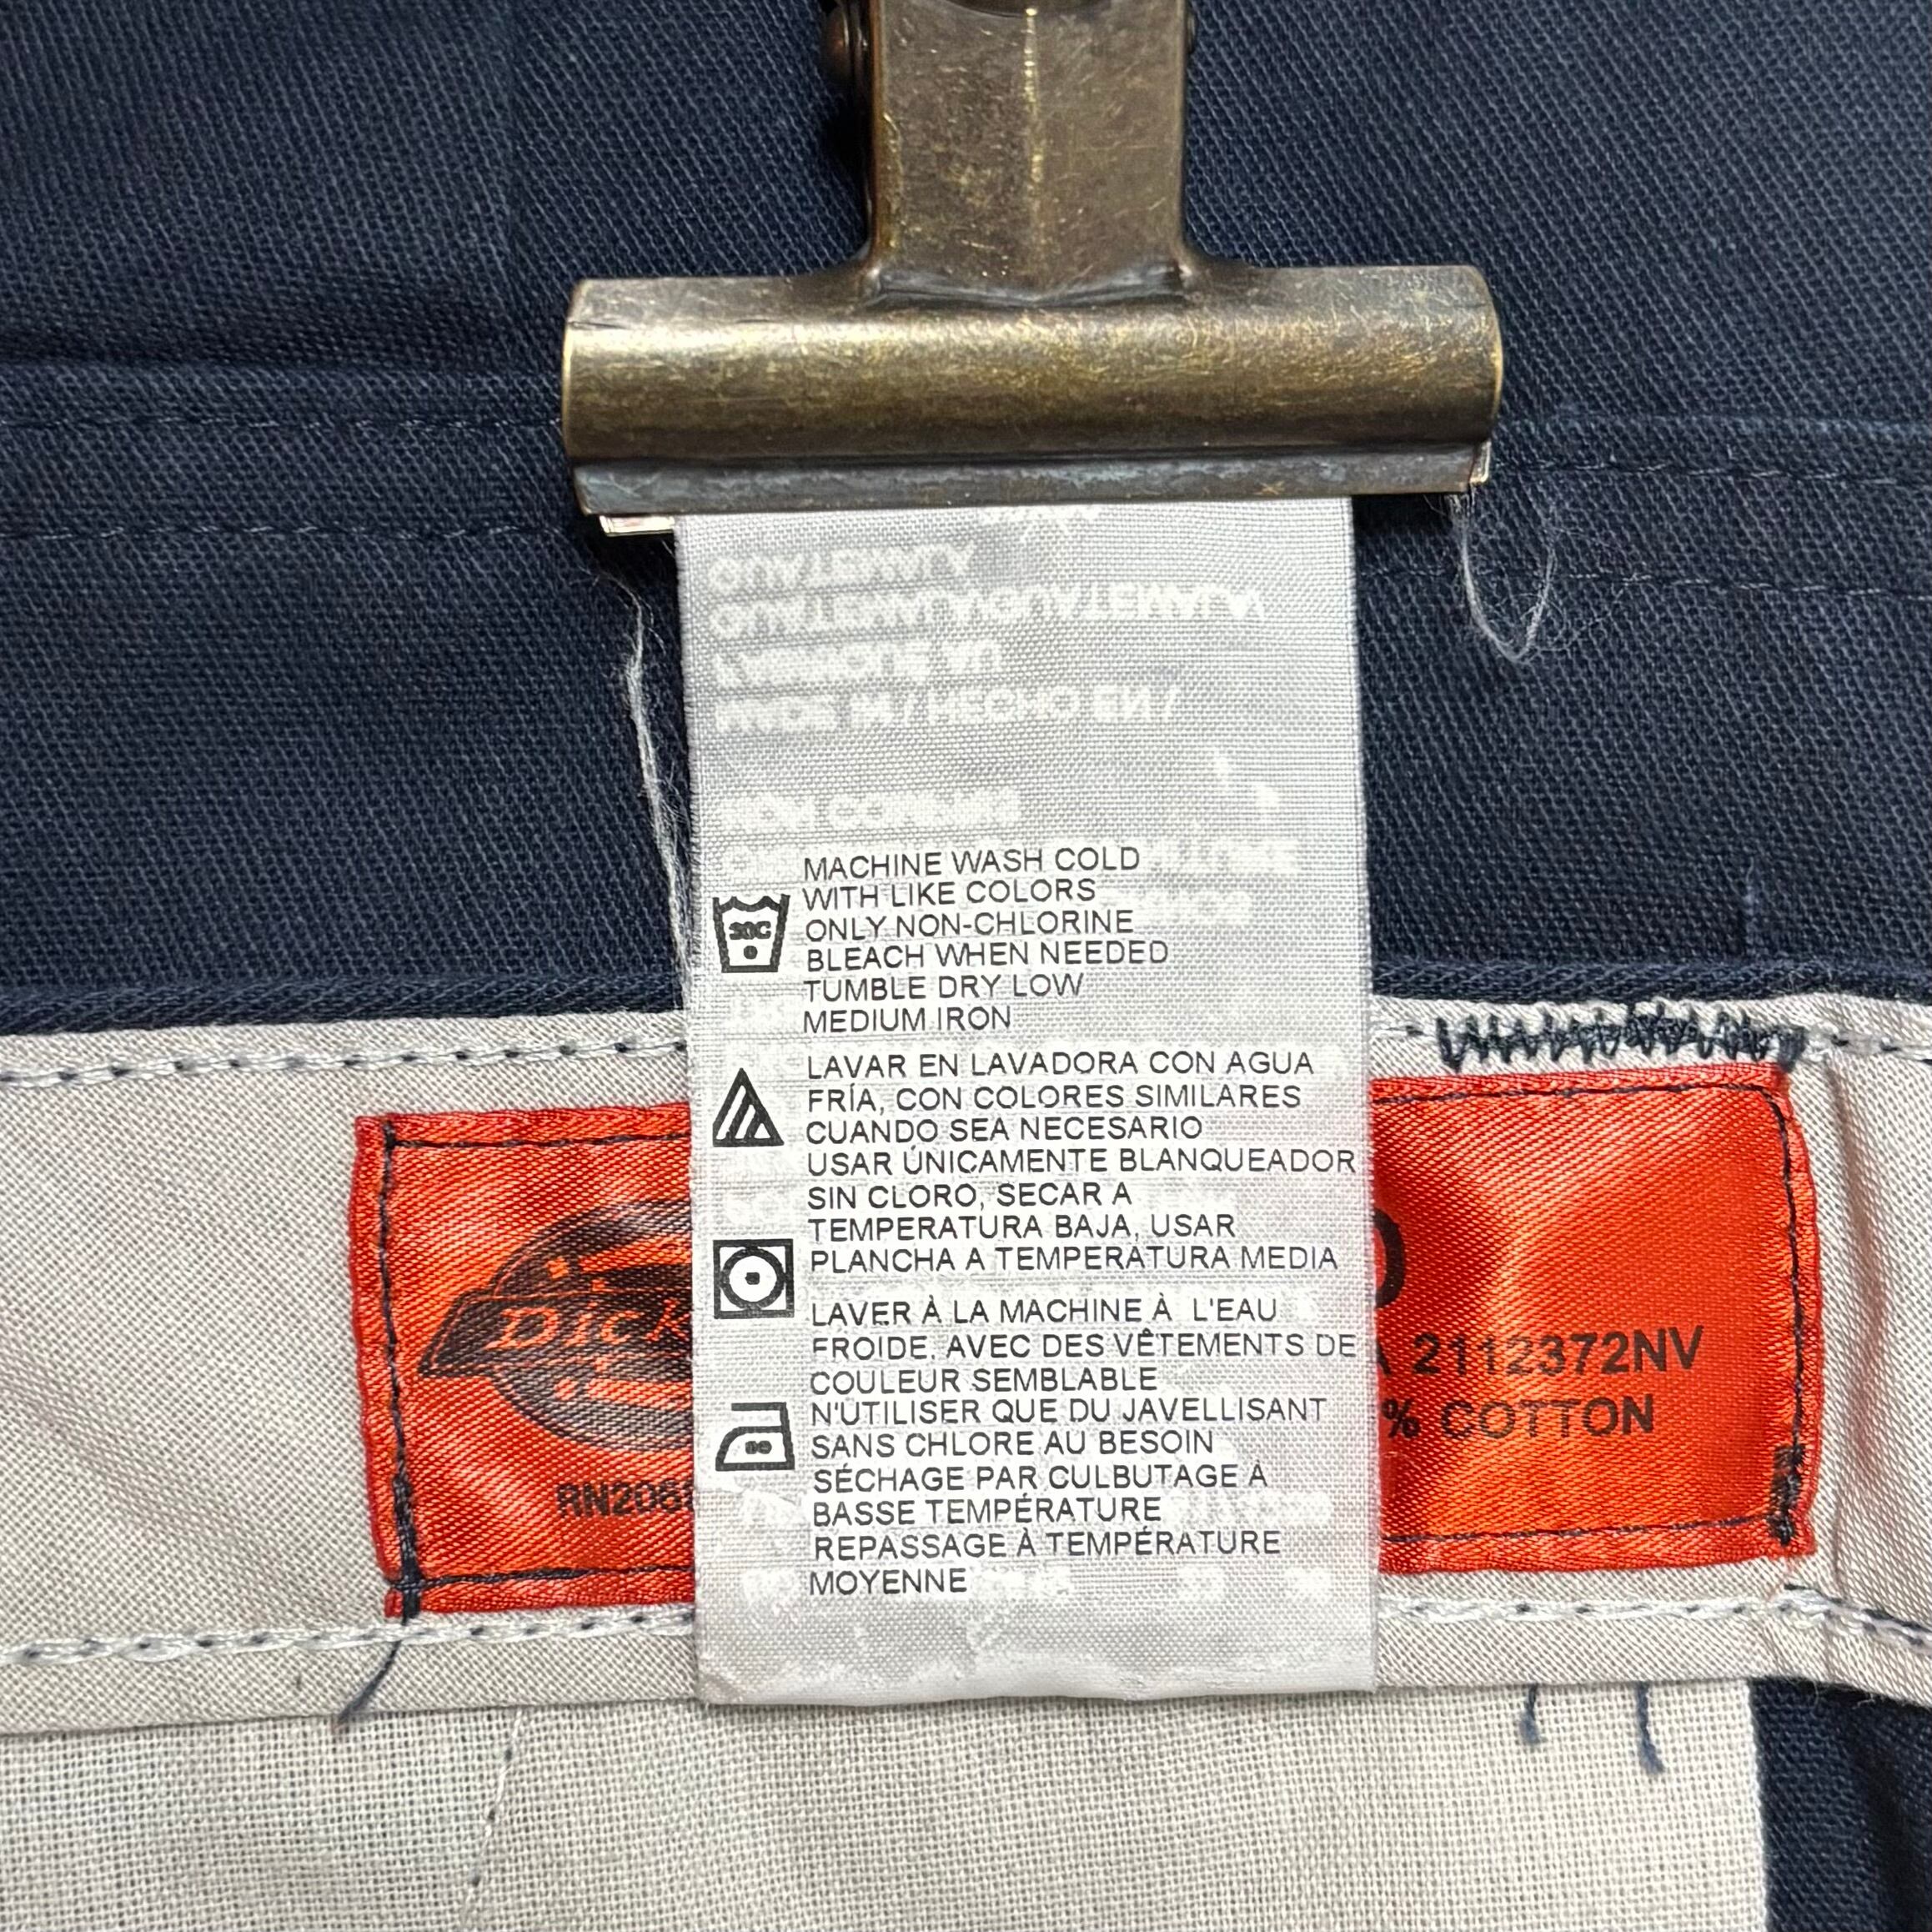 MACHINE WASH COLD
WITH LIKE COLORS
ONLY NON-CHLORINE
BLEACH WHEN NEEDED
TUMBLE DRY LOW
MEDIUM IRON
30C
LAVAR EN LAVADORA CON AGUA
FRÍA, CON COLORES SIMILARES
CUANDO SEA NECESARIO
USAR ÚNICAMENTE BLANQUEADOR
SIN CLORO, SECAR A
TEMPERATURA BAJA, USAR
PLANCHA A TEMPERATURA MEDIA
LAVER À LA MACHINE À L'EAU
FROIDE, AVEC DES VÊTEMENTS DE
COULEUR SEMBLABLE
N'UTILISER QUE DU JAVELLISANT
SANS CHLORE AU BESOIN
SÉCHAGE PAR CULBUTAGE À
BASSE TEMPÉRATURE
REPASSAGE À TEMPÉRATURE
MOYENNE
DICK
RN206
2112372NV
% COTTON